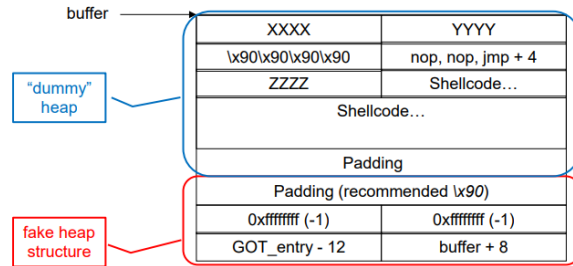 buffer
XXXX YYYY
\x90\x90\x90\x90 nop, nop, jmp + 4
"dummy" heap
ZZZZ Shellcode…
Shellcode…
Padding
Padding (recommended \x90)
fake heap structure
0xffffffff (-1) 0xffffffff (-1)
GOT_entry - 12 buffer + 8